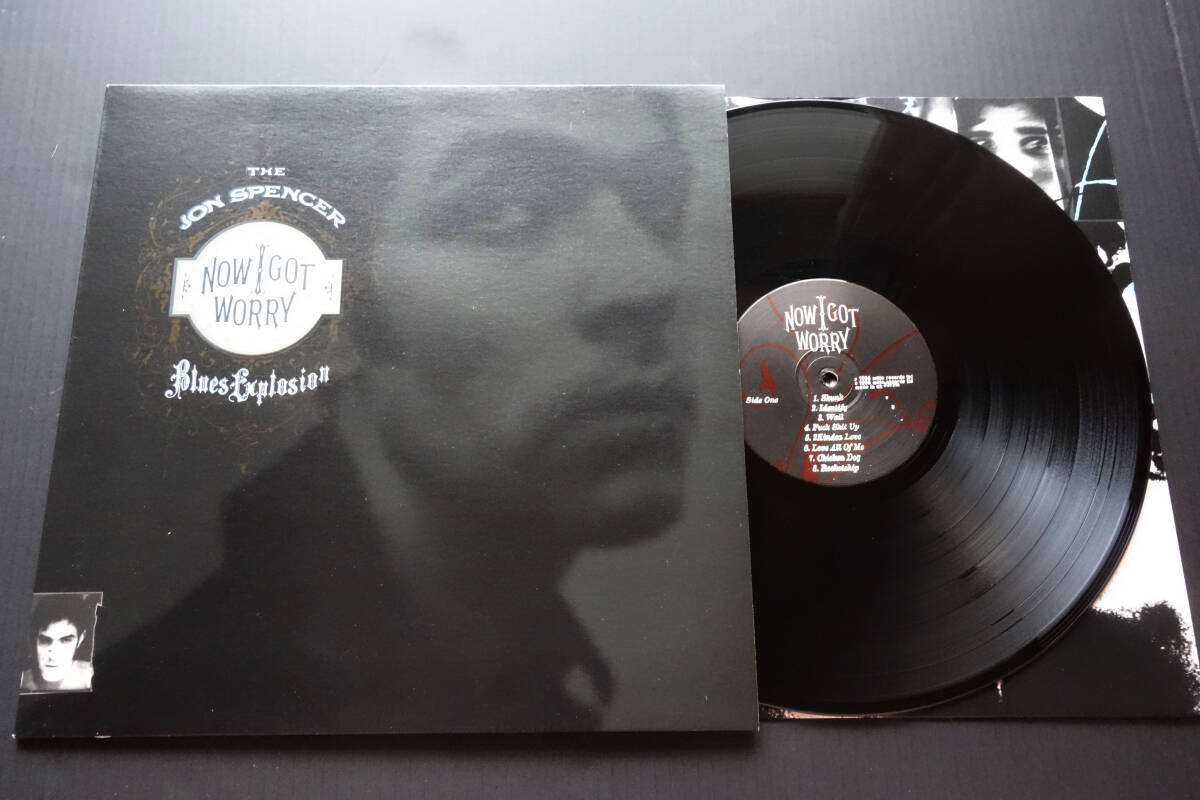 THE
JON SPENCER
NOW I GOT
WORRY
Blues Explosion
NOW I GOT
WORRY
Side One
1. Skunk
2. Identify
3. Wail
4. Fuck Shit Up
5. 2Kindsa Love
6. Love All Of Me
7. Chicken Dog
8. Rocketship